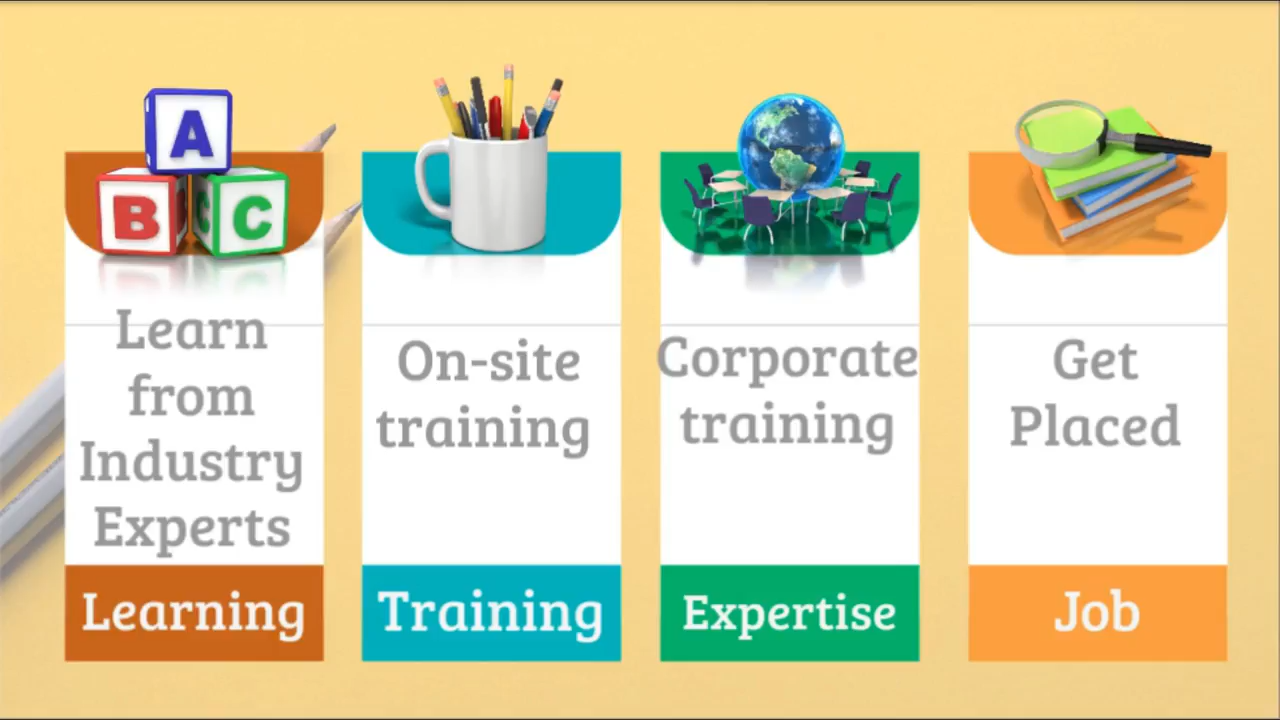 A
B
C
Learn
from
Industry
Experts
Learning
On-site
training
Training
Corporate
training
Expertise
Get
Placed
Job